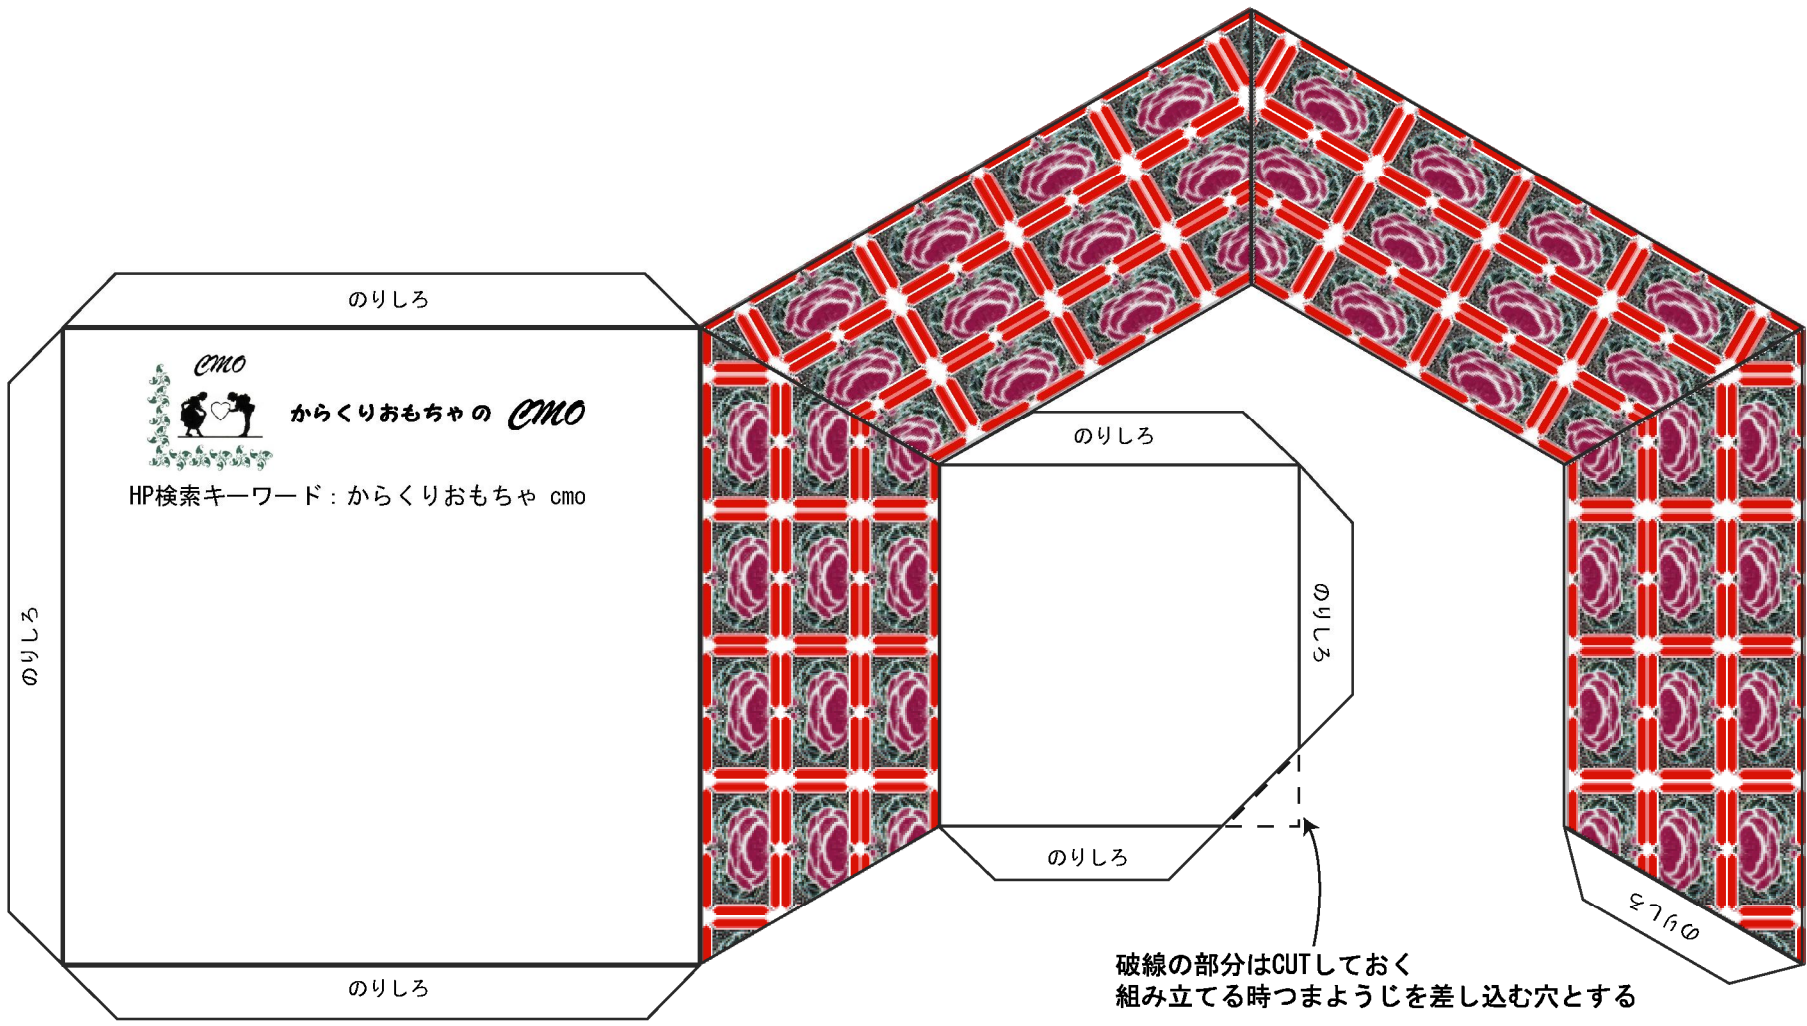 のりしろ
CMO
からくりおもちゃの CMO
HP検索キーワード：からくりおもちゃ cmo
のりしろ
のりしろ
のりしろ
のりしろ
のりしろ
のりしろ
破線の部分はCUTしておく
組み立てる時つまようじを差し込む穴とする